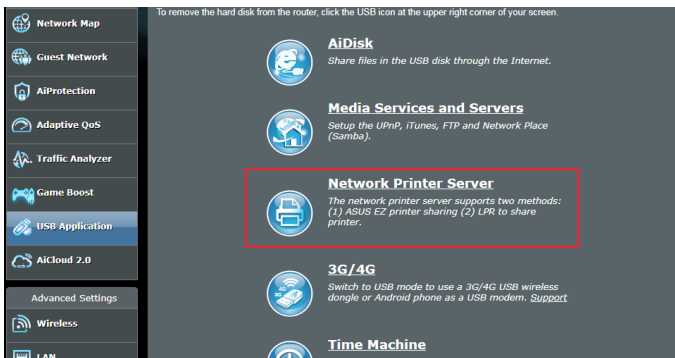 To remove the hard disk from the router, click the USB icon at the upper right corner of your screen.
Network Map
Guest Network
AiProtection
Adaptive QoS
Traffic Analyzer
Game Boost
USB Application
AiCloud 2.0
Advanced Settings
Wireless
LAN
AiDisk
Share files in the USB disk through the Internet.
Media Services and Servers
Setup the UPnP, iTunes, FTP and Network Place
(Samba).
Network Printer Server
The network printer server supports two methods:
(1) ASUS EZ printer sharing (2) LPR to share
printer.
3G/4G
4G
Switch to USB mode to use a 3G/4G USB wireless
dongle or Android phone as a USB modem. Support
Time Machine